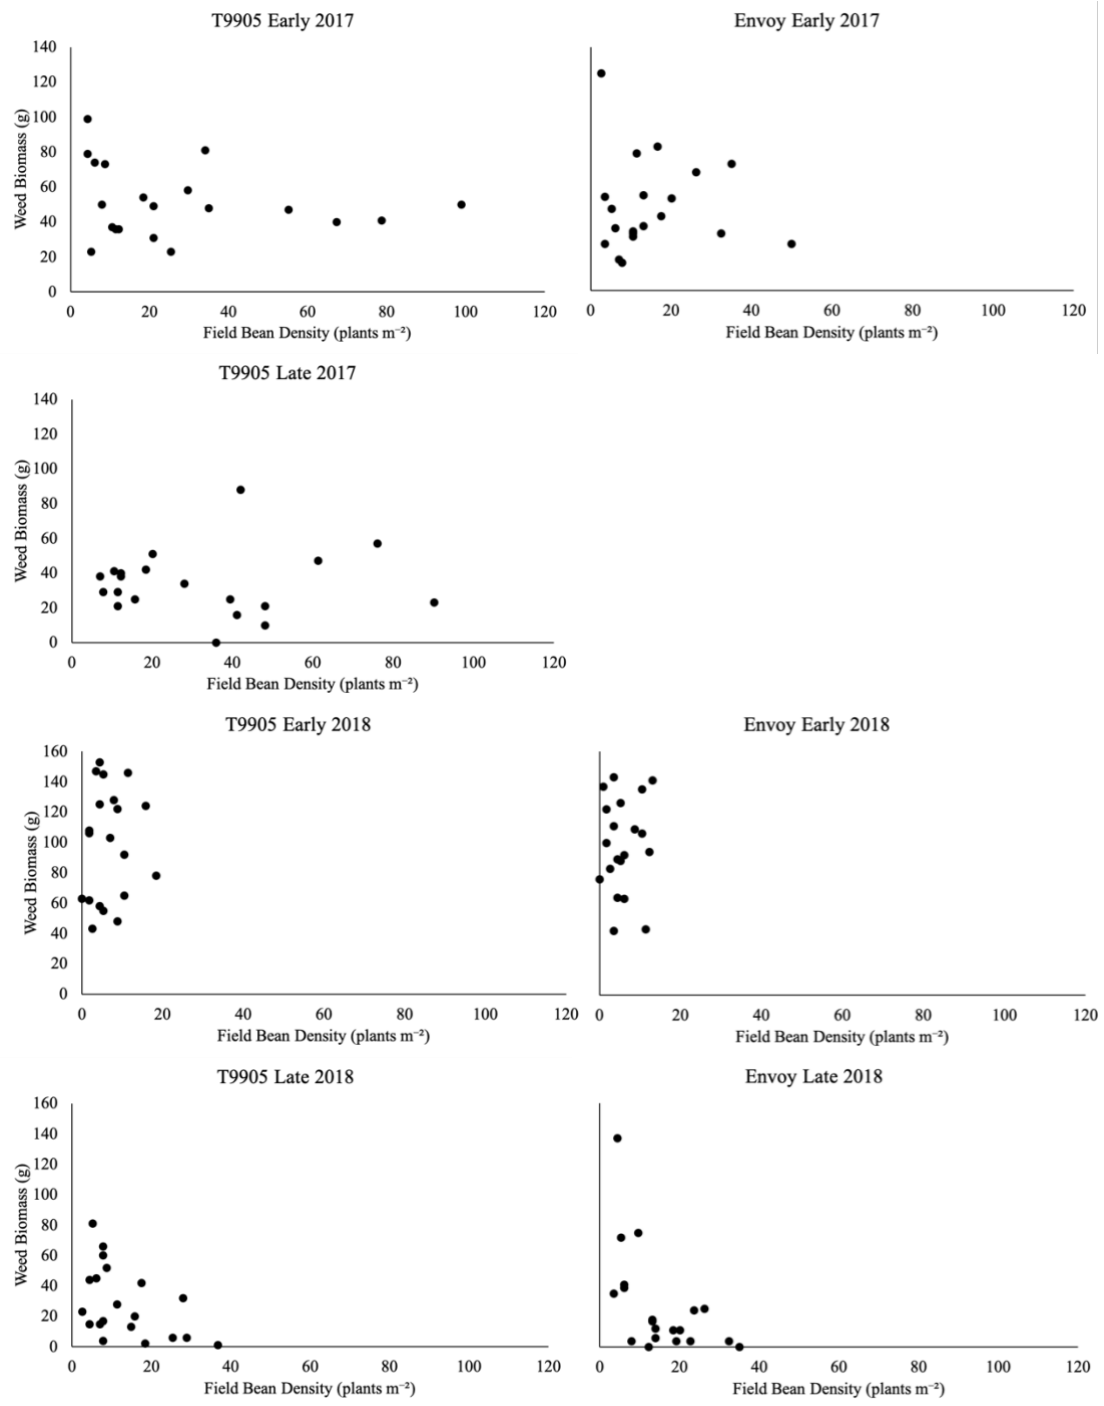 T9905 Early 2017
Envoy Early 2017
Weed Biomass (g)
140
120
100
80
60
40
20
0
0 20 40 60 80 100 120
0 20 40 60 80 100 120
Field Bean Density (plants m⁻²)
Field Bean Density (plants m⁻²)
T9905 Late 2017
Weed Biomass (g)
140
120
100
80
60
40
20
0
0 20 40 60 80 100 120
Field Bean Density (plants m⁻²)
T9905 Early 2018
Envoy Early 2018
Weed Biomass (g)
160
140
120
100
80
60
40
20
0
0 20 40 60 80 100 120
0 20 40 60 80 100 120
Field Bean Density (plants m⁻²)
Field Bean Density (plants m⁻²)
T9905 Late 2018
Envoy Late 2018
Weed Biomass (g)
160
140
120
100
80
60
40
20
0
0 20 40 60 80 100 120
0 20 40 60 80 100 120
Field Bean Density (plants m⁻²)
Field Bean Density (plants m⁻²)